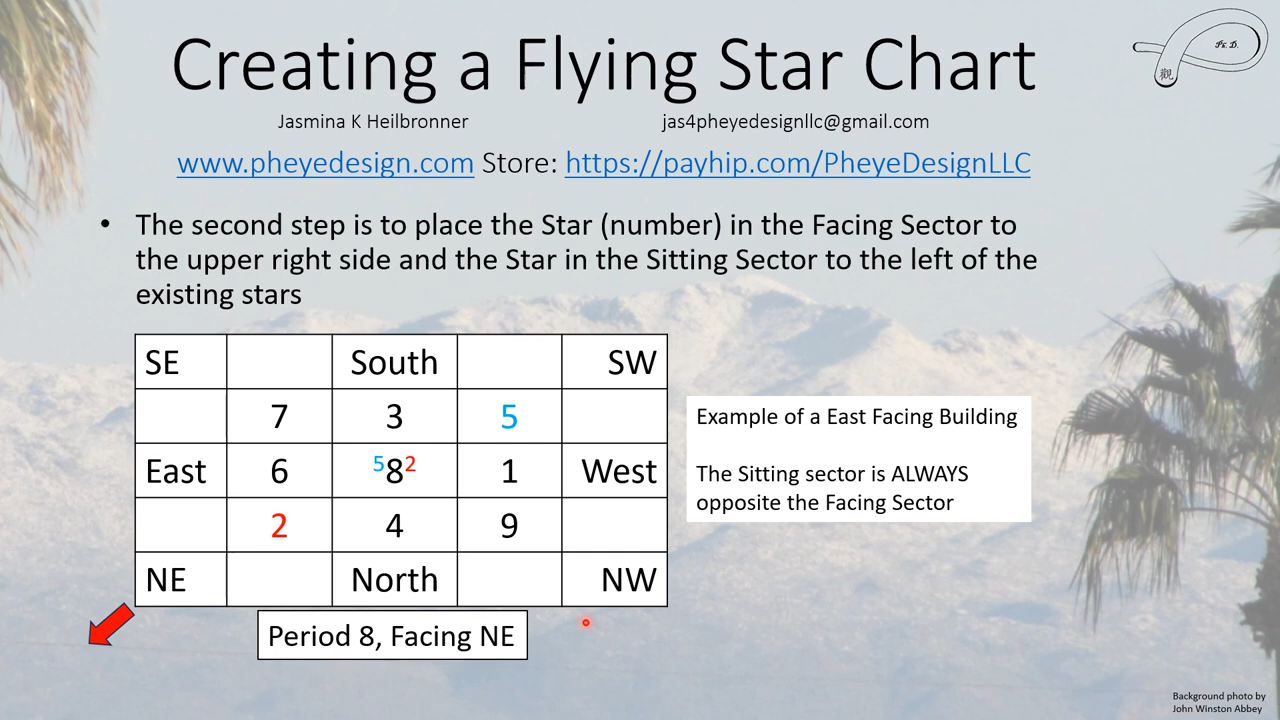 Creating a Flying Star Chart
Ph. D.
觀
Jasmina K Heilbronner jas4pheyedesignllc@gmail.com
www.pheyedesign.com Store: https://payhip.com/PheyeDesignLLC
• The second step is to place the Star (number) in the Facing Sector to
the upper right side and the Star in the Sitting Sector to the left of the
existing stars
SE South SW
7 3 5
East 6 582 1 West
2 4 9
NE North NW
Period 8, Facing NE
Example of a East Facing Building
The Sitting sector is ALWAYS
opposite the Facing Sector
Background photo by
John Winston Abbey